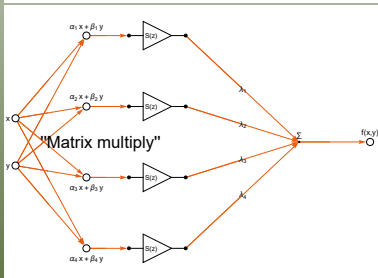 α₁ x + β₁ y
S(z)
λ₁
α₂ x + β₂ y
S(z)
λ₂
x
Σ
f(x,y)
"Matrix multiply"
y
λ₃
α₃ x + β₃ y
S(z)
λ₄
α₄ x + β₄ y
S(z)